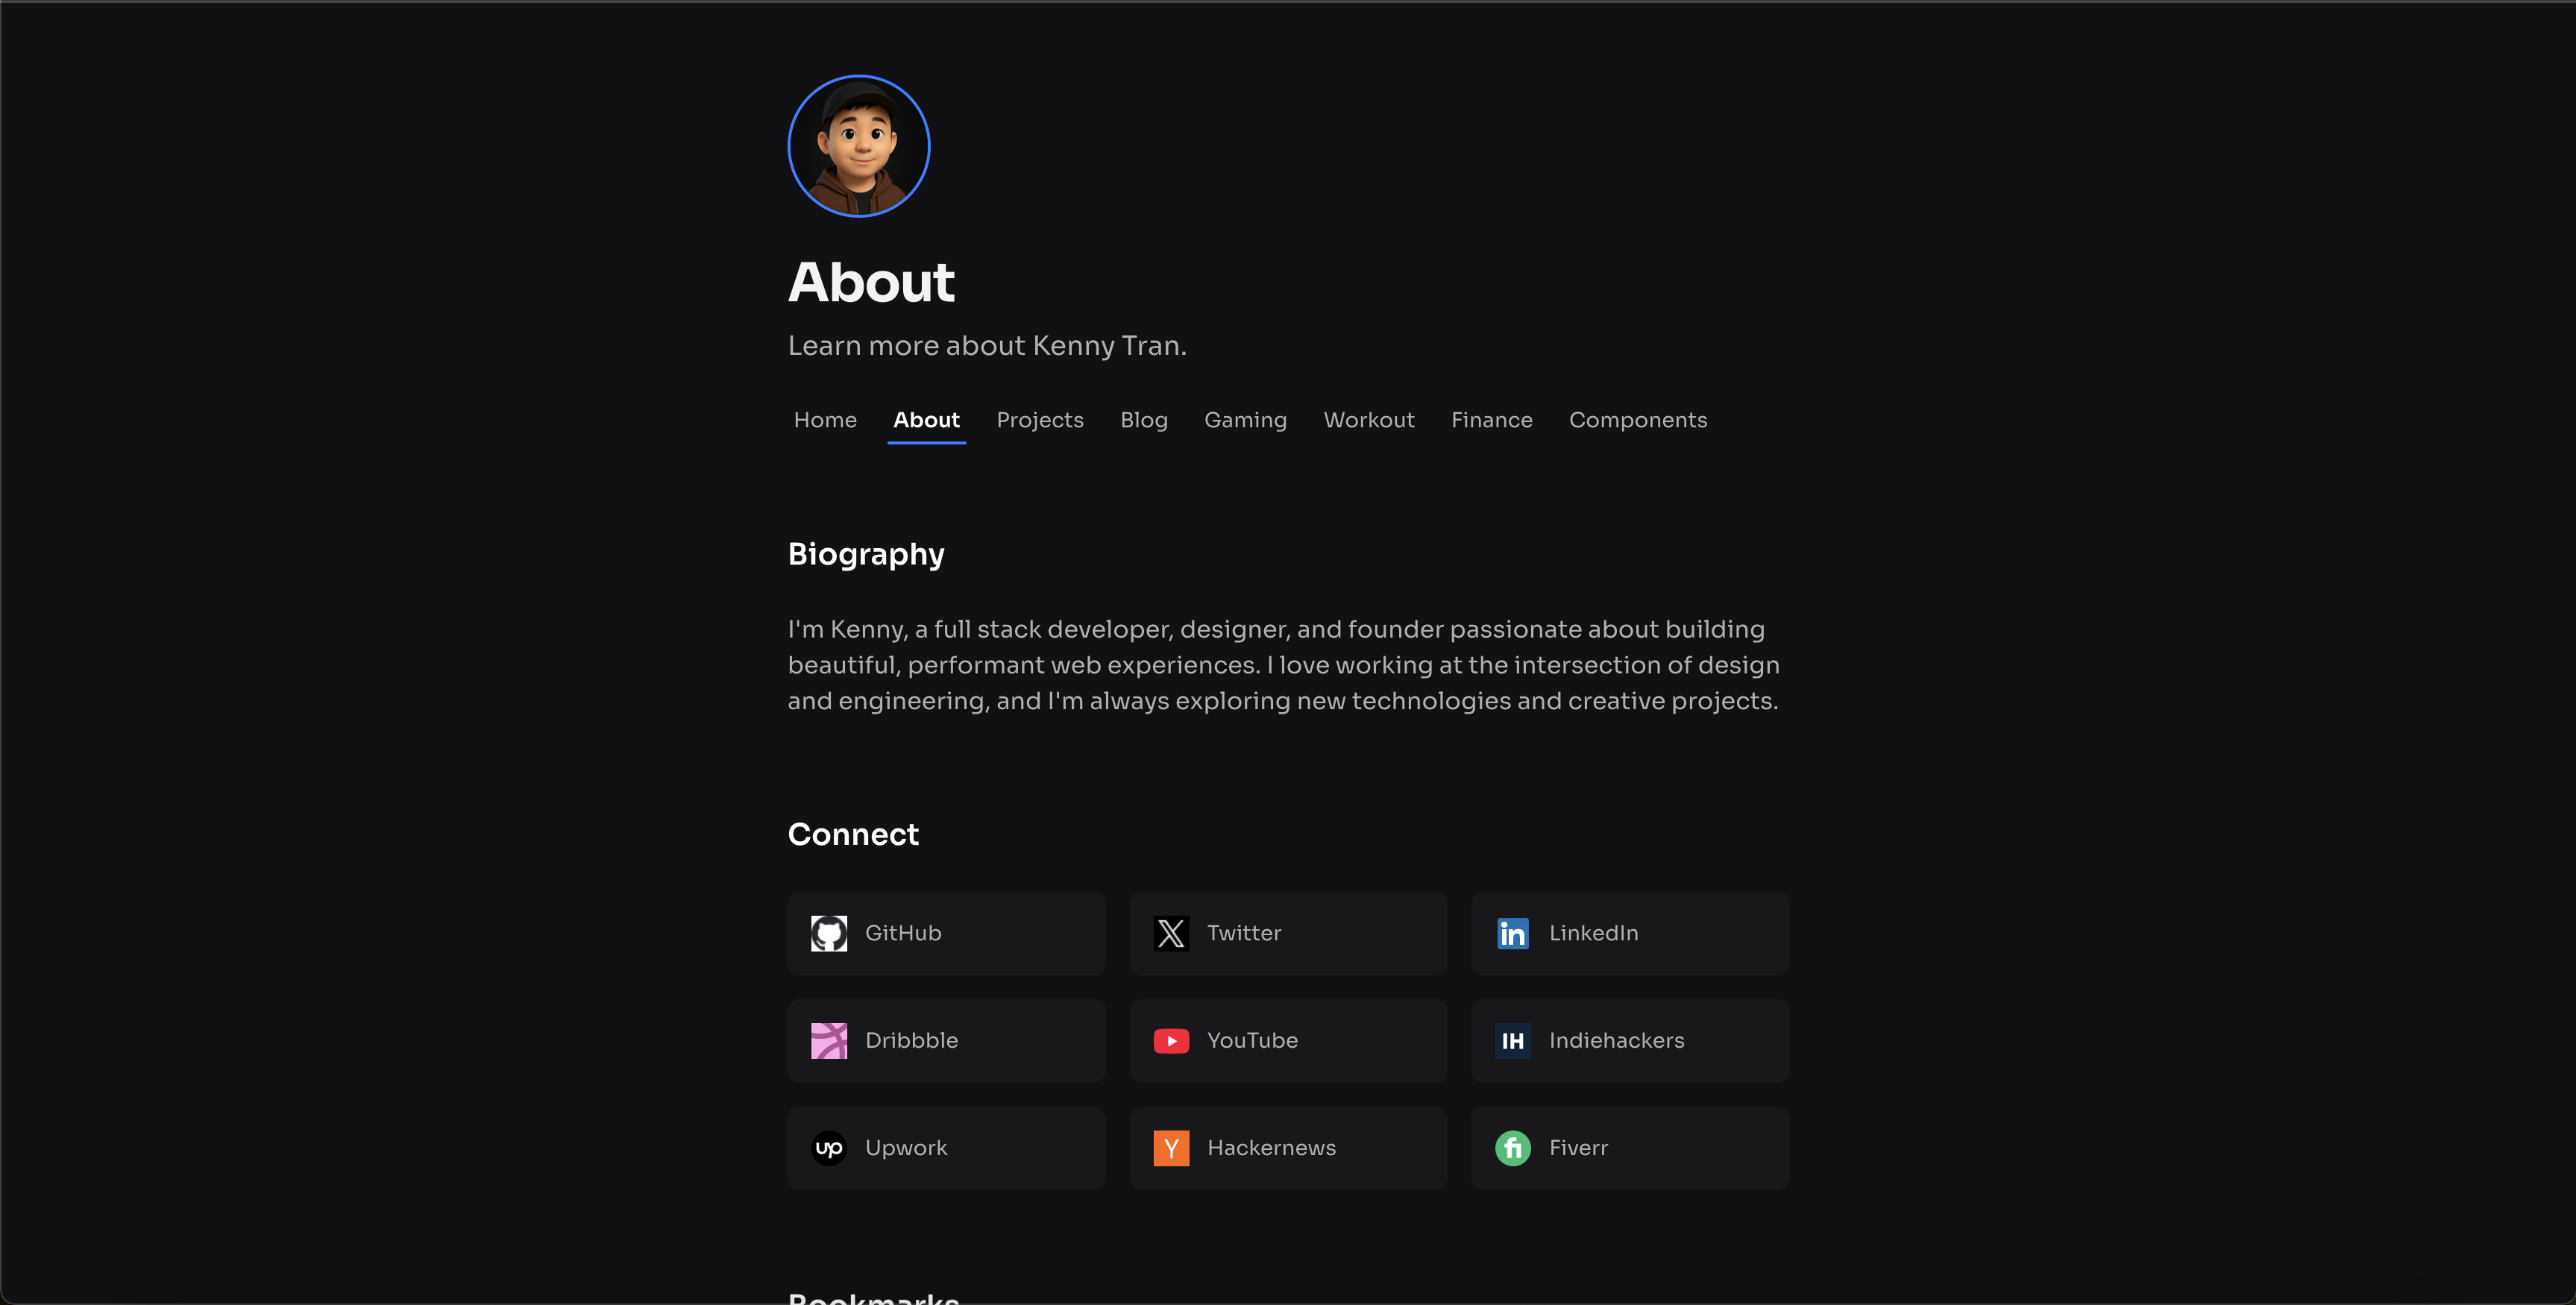 About
Learn more about Kenny Tran.
Home About Projects Blog Gaming Workout Finance Components
Biography
I'm Kenny, a full stack developer, designer, and founder passionate about building
beautiful, performant web experiences. I love working at the intersection of design
and engineering, and I'm always exploring new technologies and creative projects.
Connect
GitHub
X Twitter
in LinkedIn
Dribbble
YouTube
IH Indiehackers
up Upwork
Y Hackernews
fi Fiverr
Bookmarks